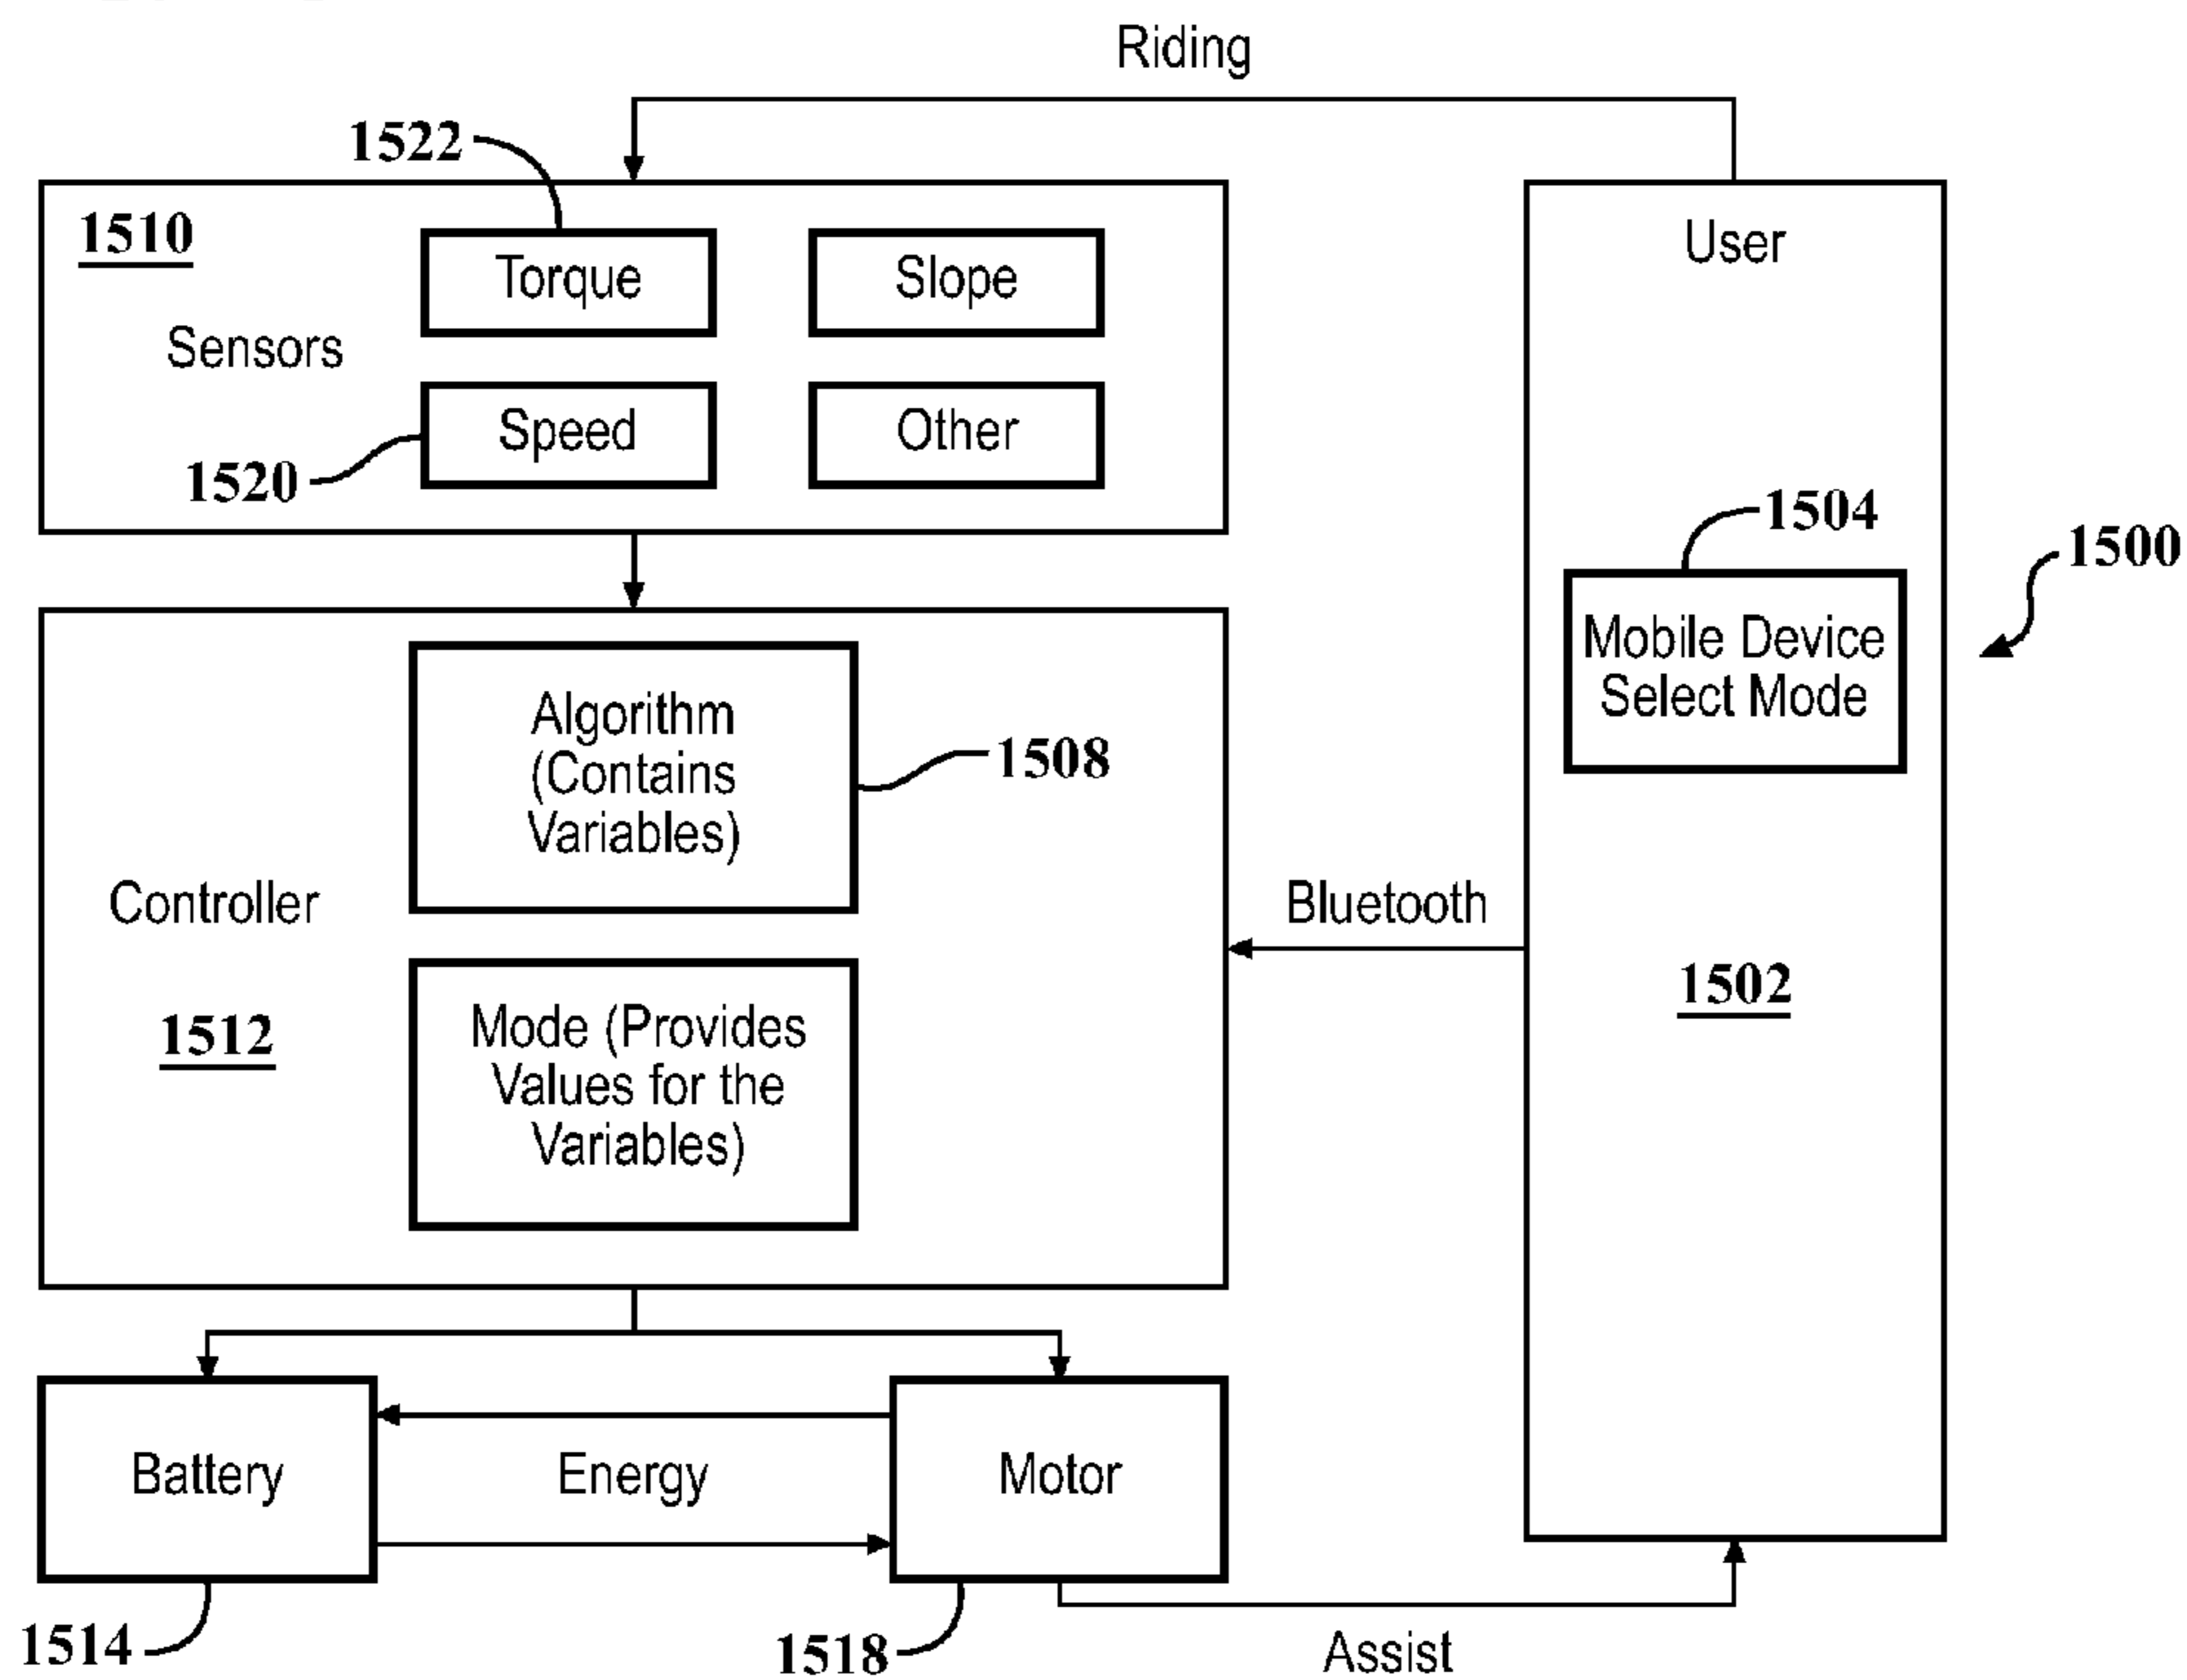 Riding
1522
1510
Torque
Slope
User
Sensors
Speed
Other
1520
1504
1500
Mobile Device
Select Mode
Algorithm
(Contains
Variables)
1508
Controller
Bluetooth
1502
1512
Mode (Provides
Values for the
Variables)
Battery
Energy
Motor
1514
1518
Assist